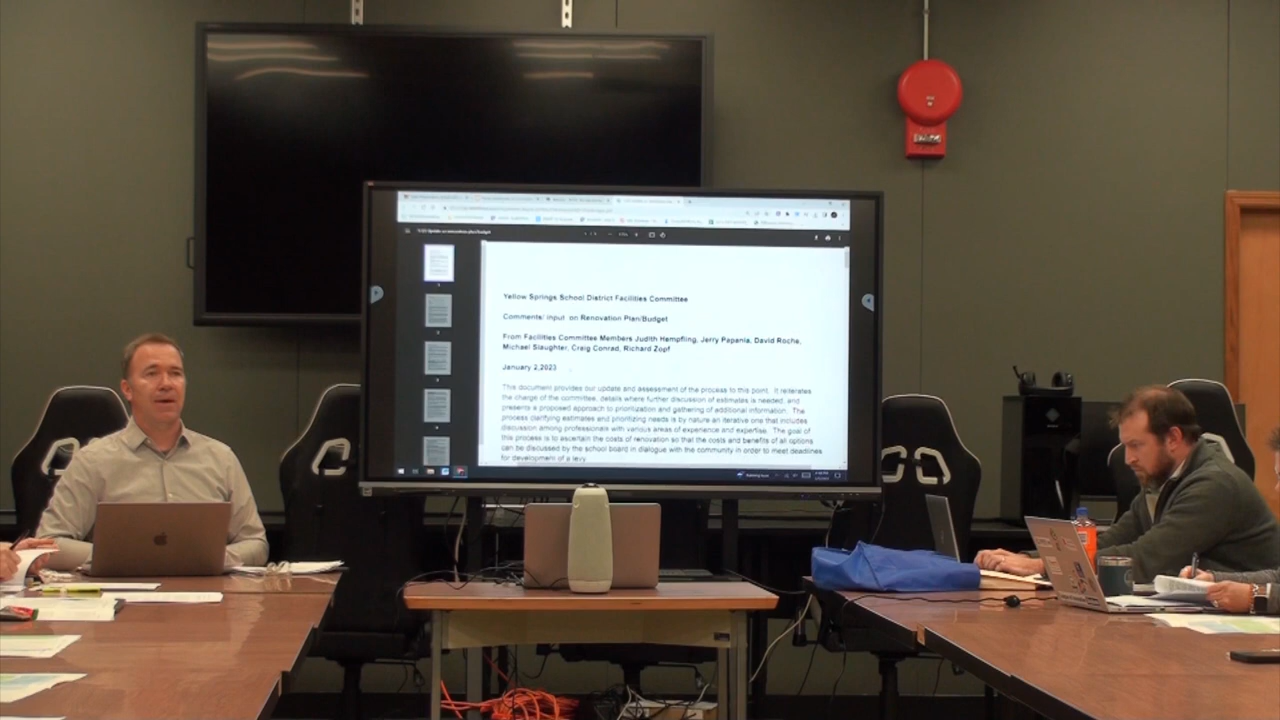 Yellow Springs School District Facilities Committee
Comments/ input on Renovation Plan/Budget
From Facilities Committee Members Judith Hempfling, Jerry Papania, David Roche,
Michael Slaughter, Craig Conrad, Richard Zopf
January 2,2023
This document provides our update and assessment of the process to this point. It reiterates
the charge of the committee, details where further discussion of estimates is needed, and
presents a proposed approach to prioritization and gathering of additional information. The
process clarifying estimates and prioritizing needs is by nature an iterative one that includes
discussion among professionals with various areas of experience and expertise. The goal of
this process is to ascertain the costs of renovation so that the costs and benefits of all options
can be discussed by the school board in dialogue with the community in order to meet deadlines
for development of a levy